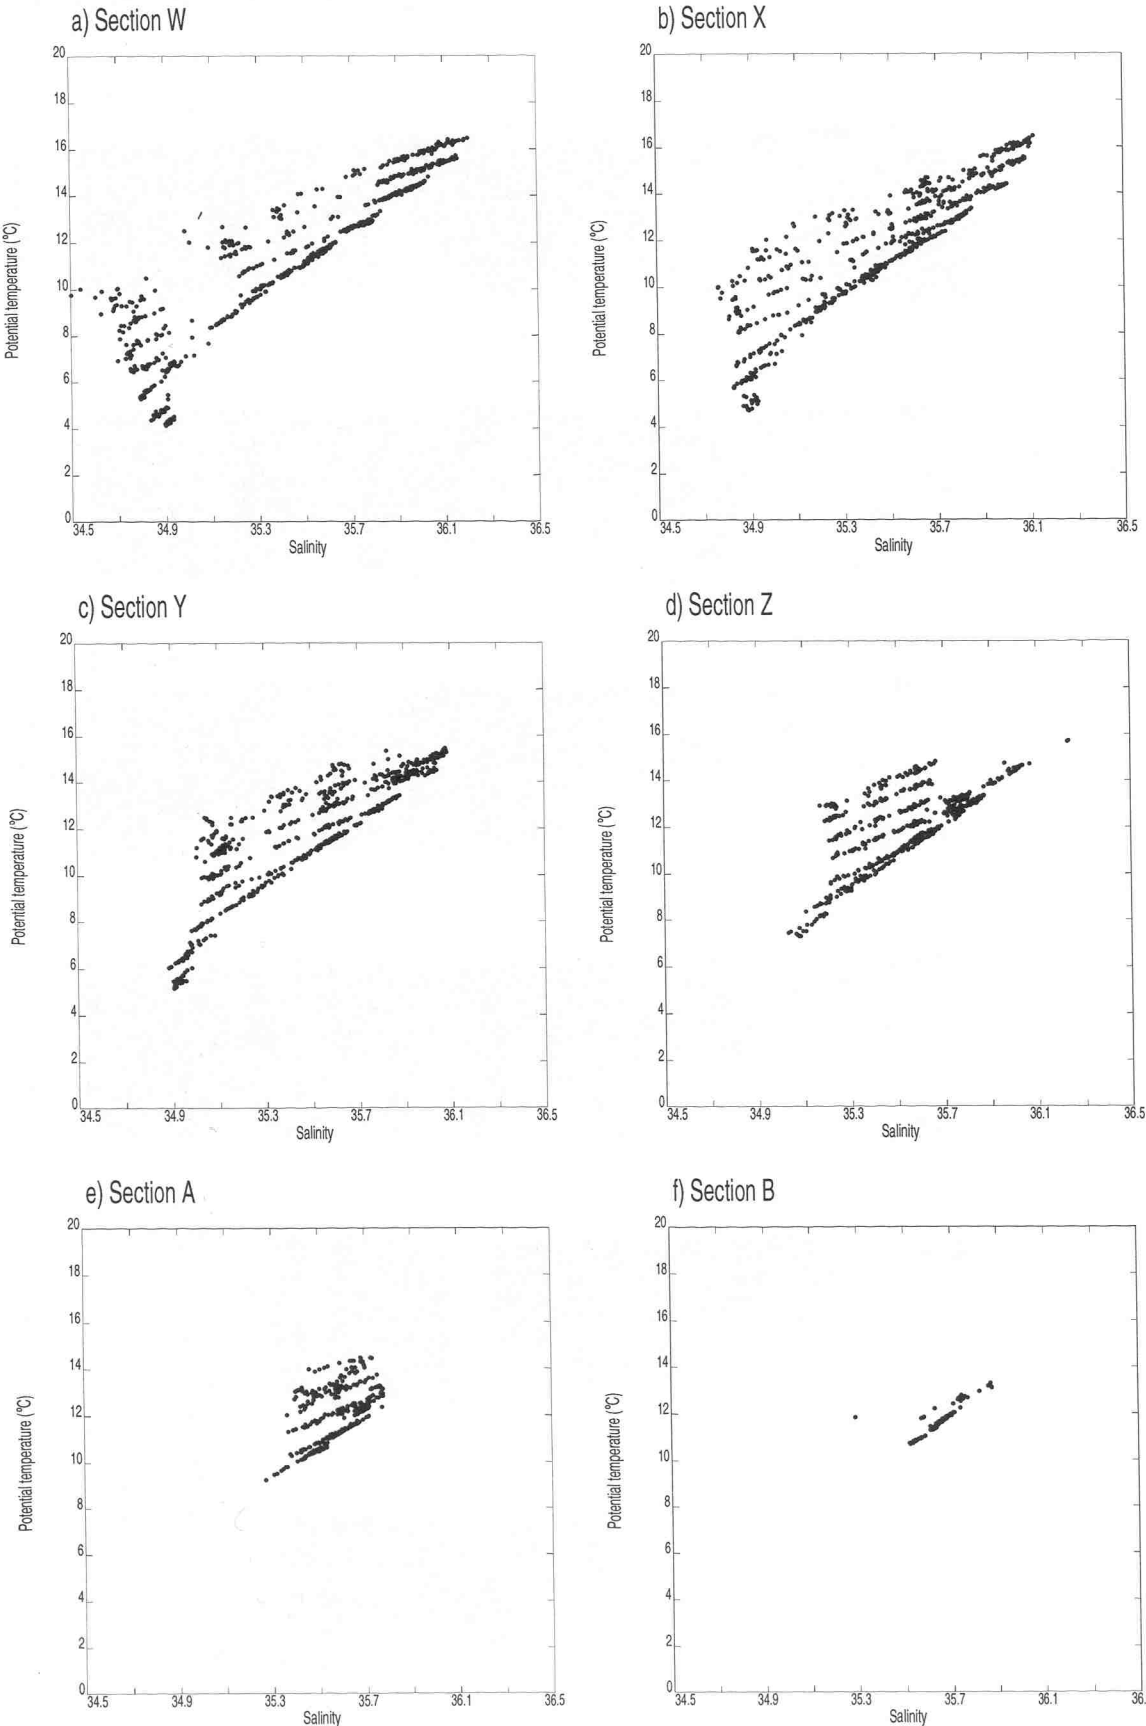 a) Section W
20
18
16
14
12
10
8
6
4
2
0
34.5 34.9 35.3 35.7 36.1 36.5
Salinity
Potential temperature (°C)
b) Section X
20
18
16
14
12
10
8
6
4
2
0
34.5 34.9 35.3 35.7 36.1 36.5
Salinity
Potential temperature (°C)
c) Section Y
20
18
16
14
12
10
8
6
4
2
0
34.5 34.9 35.3 35.7 36.1 36.5
Salinity
Potential temperature (°C)
d) Section Z
20
18
16
14
12
10
8
6
4
2
0
34.5 34.9 35.3 35.7 36.1 36.5
Salinity
Potential temperature (°C)
e) Section A
20
18
16
14
12
10
8
6
4
2
0
34.5 34.9 35.3 35.7 36.1 36.5
Salinity
Potential temperature (°C)
f) Section B
20
18
16
14
12
10
8
6
4
2
0
34.5 34.9 35.3 35.7 36.1 36.
Salinity
Potential temperature (°C)